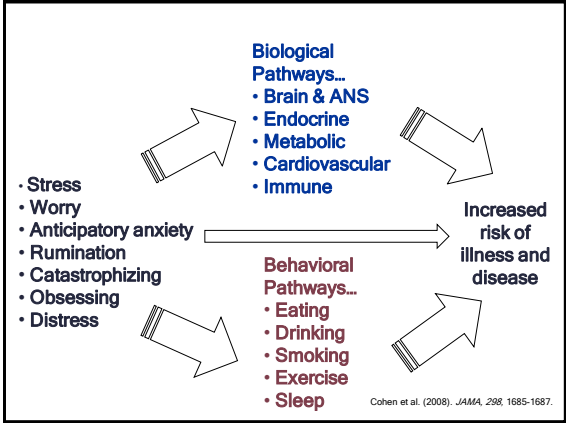 Biological
Pathways...
• Brain & ANS
• Endocrine
• Metabolic
• Cardiovascular
• Immune
• Stress
• Worry
• Anticipatory anxiety
• Rumination
• Catastrophizing
• Obsessing
• Distress
Increased
risk of
illness and
disease
Behavioral
Pathways...
• Eating
• Drinking
• Smoking
• Exercise
• Sleep
Cohen et al. (2008). JAMA, 298, 1685-1687.